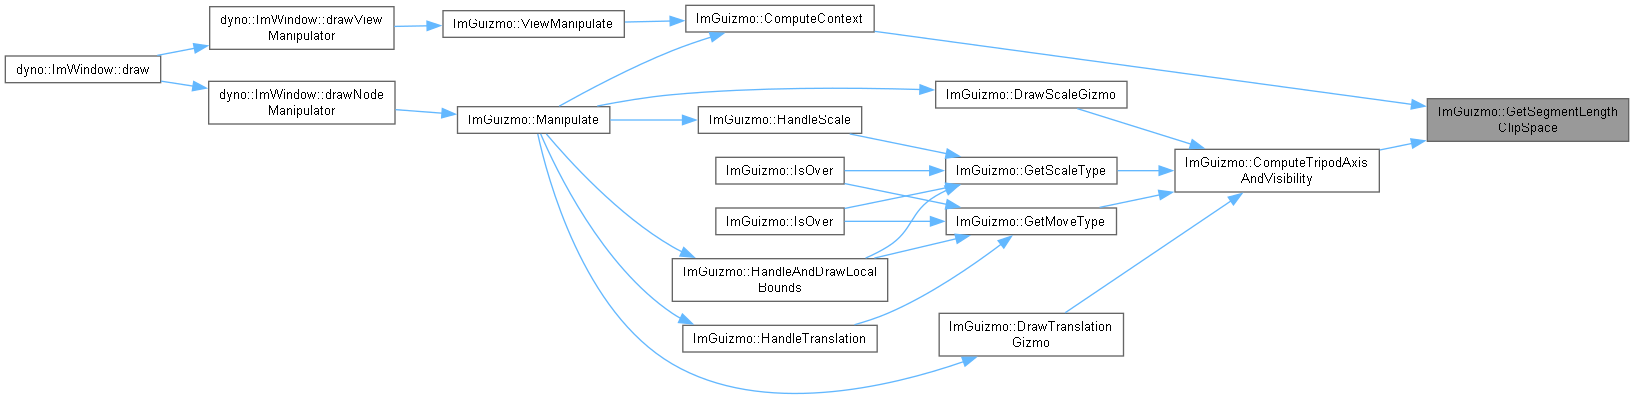 dyno::ImWindow::draw
dyno::ImWindow::drawView
Manipulator
dyno::ImWindow::drawNode
Manipulator
ImGuizmo::ViewManipulate
ImGuizmo::Manipulate
ImGuizmo::ComputeContext
ImGuizmo::HandleScale
ImGuizmo::IsOver
ImGuizmo::IsOver
ImGuizmo::HandleAndDrawLocal
Bounds
ImGuizmo::HandleTranslation
ImGuizmo::DrawScaleGizmo
ImGuizmo::GetScaleType
ImGuizmo::GetMoveType
ImGuizmo::DrawTranslation
Gizmo
ImGuizmo::ComputeTripodAxis
AndVisibility
ImGuizmo::GetSegmentLength
ClipSpace